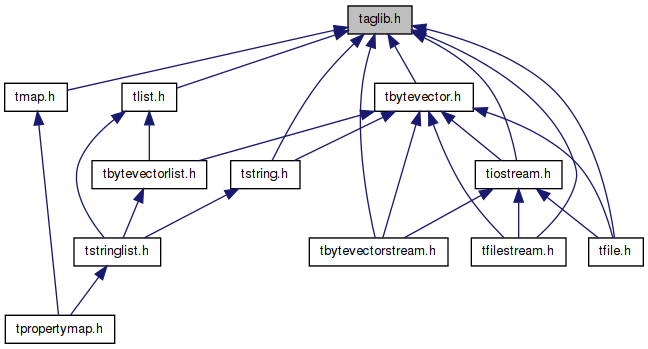 taglib.h
tmap.h
tlist.h
tbytevector.h
tbytevectorlist.h
tstring.h
tiostream.h
tstringlist.h
tbytevectorstream.h
tfilestream.h
tfile.h
tpropertymap.h